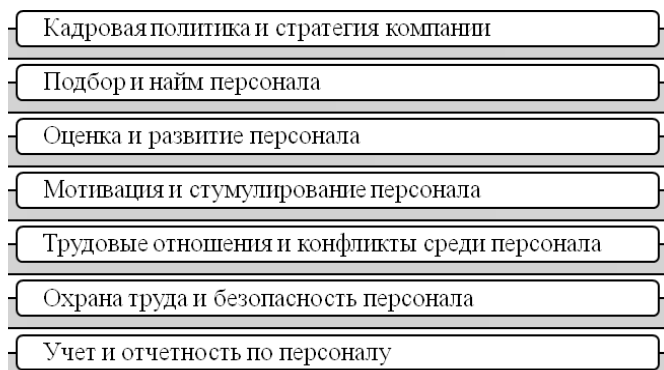 Кадровая политика и стратегия компании
Подбор и найм персонала
Оценка и развитие персонала
Мотивация и стумулирование персонала
Трудовые отношения и конфликты среди персонала
Охрана труда и безопасность персонала
Учет и отчетность по персоналу